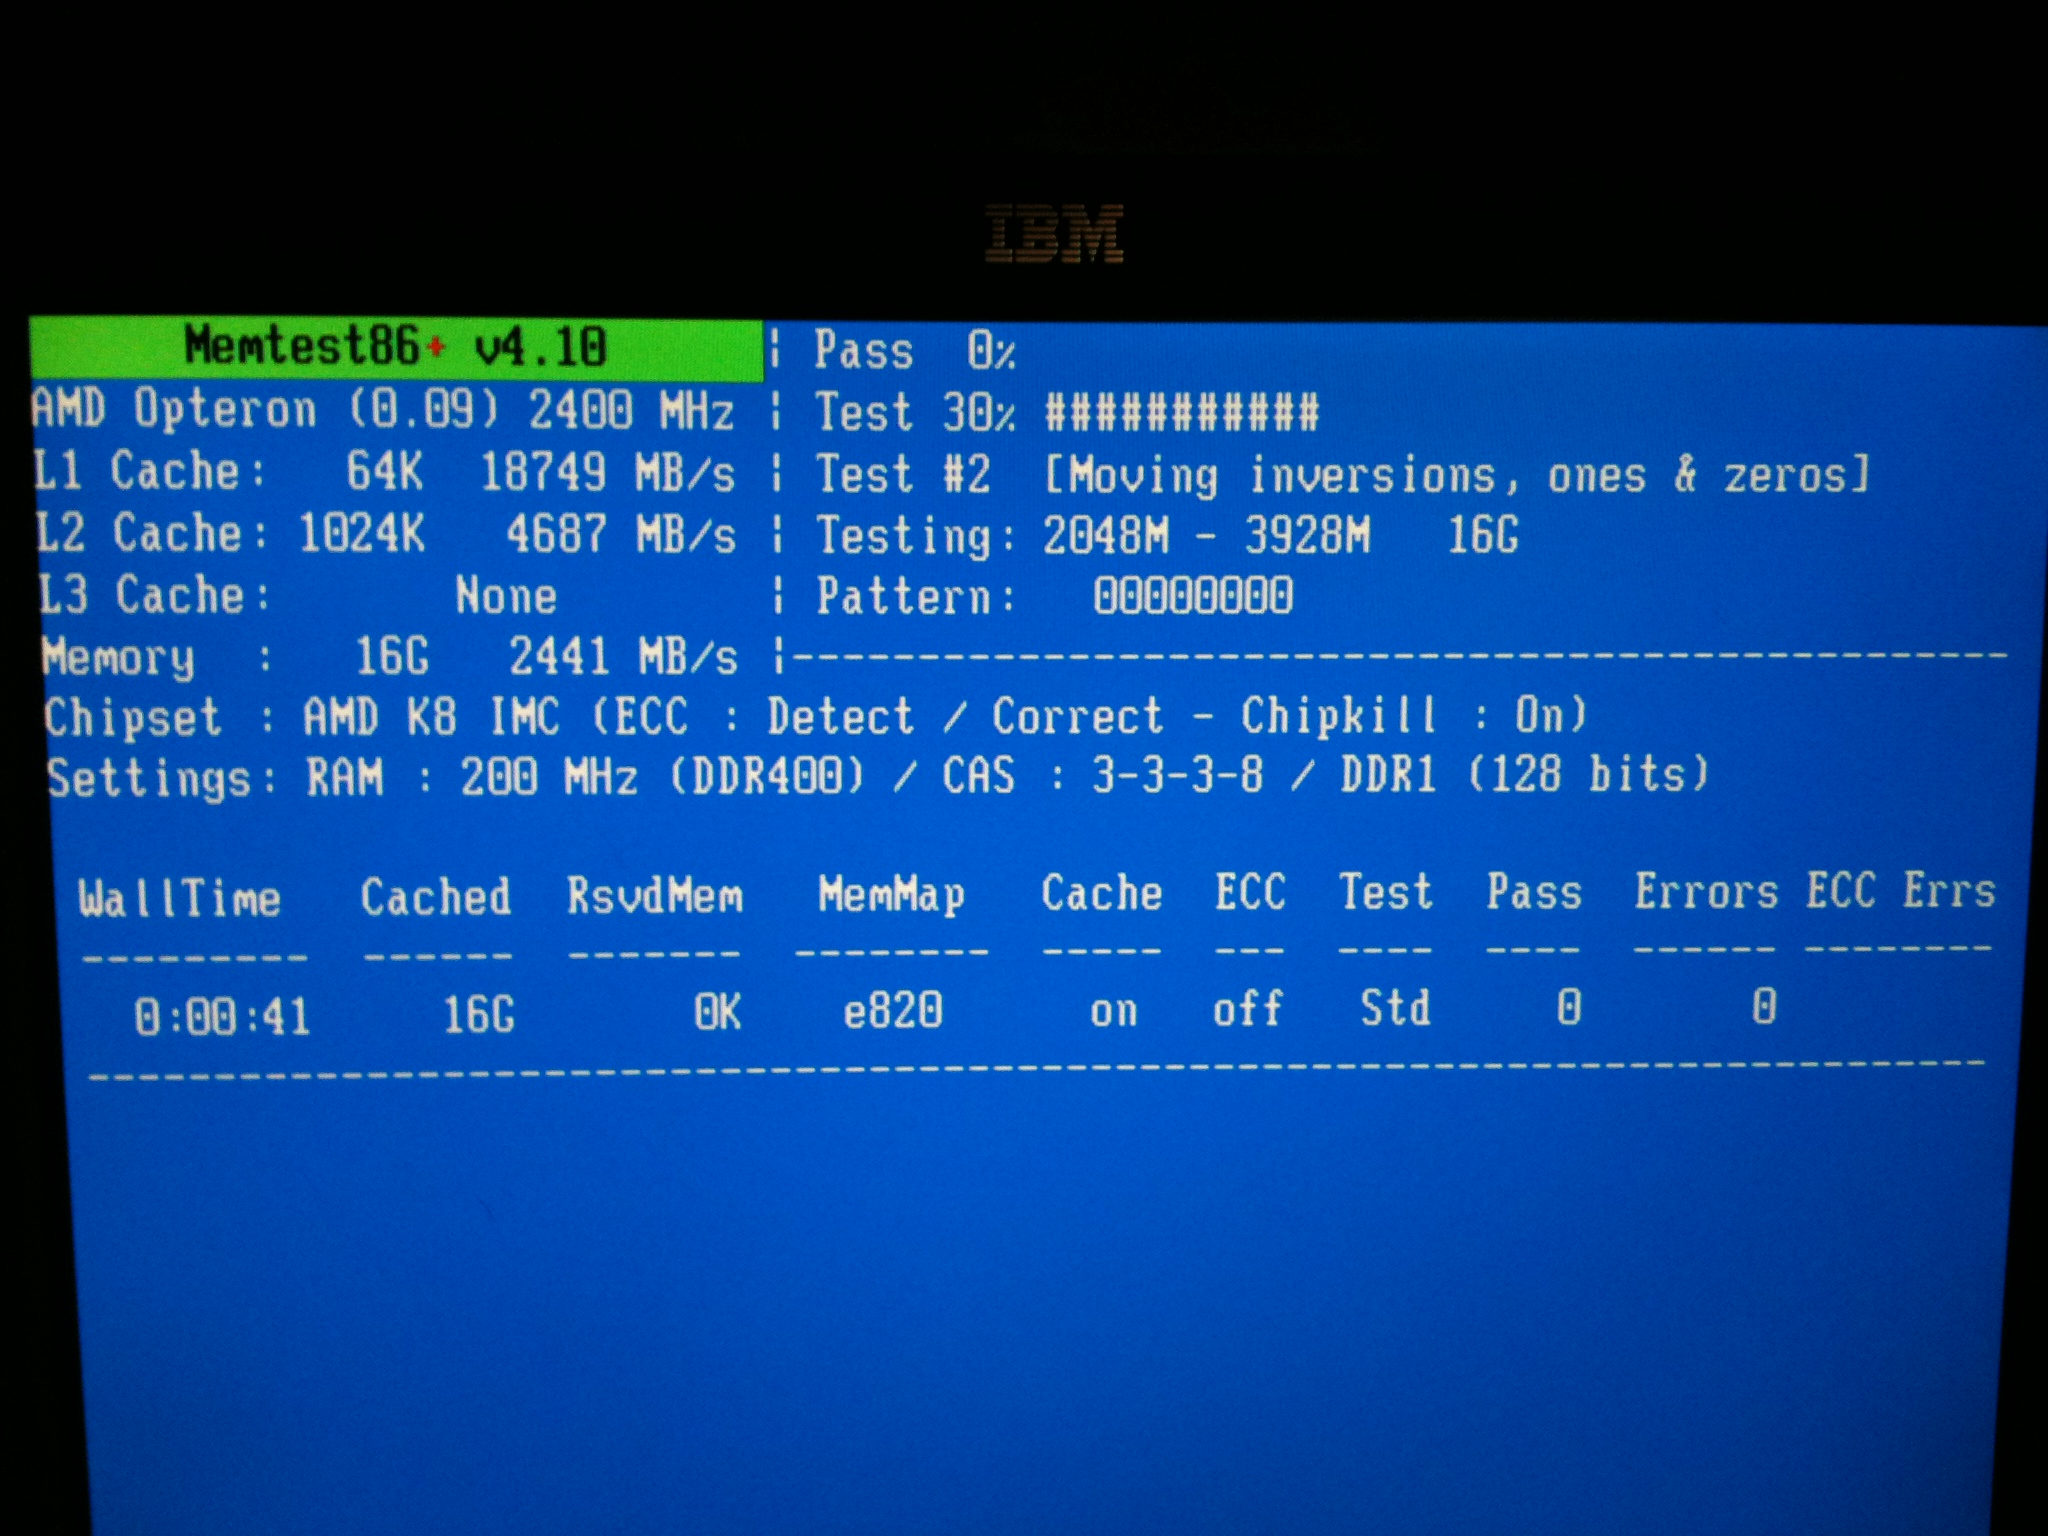 IBM
Memtest86+ v4.10 | Pass 0%
AMD Opteron (0.09) 2400 MHz | Test 30% ###########
L1 Cache: 64K 18749 MB/s | Test #2 [Moving inversions, ones & zeros]
L2 Cache: 1024K 4687 MB/s | Testing: 2048M - 3928M 16G
L3 Cache: None | Pattern: 00000000
Memory : 16G 2441 MB/s |------------------------------------------------
Chipset : AMD K8 IMC (ECC : Detect / Correct - Chipkill : On)
Settings: RAM : 200 MHz (DDR400) / CAS : 3-3-3-8 / DDR1 (128 bits)
WallTime Cached RsvdMem MemMap Cache ECC Test Pass Errors ECC Errs
--------- ------ ------- -------- ----- --- ---- ---- ------ --------
0:00:41 16G 0K e820 on off Std 0 0
---------------------------------------------------------------------------